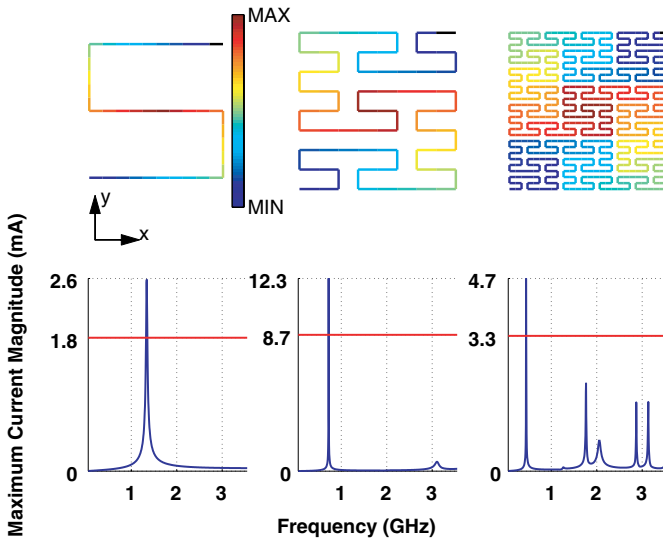 MAX
MIN
y
x
Maximum Current Magnitude (mA)
2.6
1.8
0
1 2 3
12.3
8.7
0
1 2 3
4.7
3.3
0
1 2 3
Frequency (GHz)